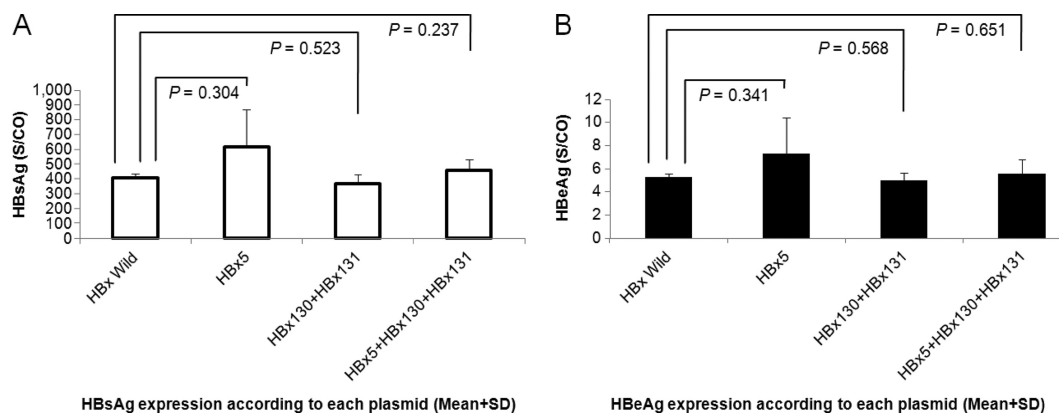 A
P = 0.237
P = 0.523
P = 0.304
HBsAg (S/CO)
1,000
900
800
700
600
500
400
300
200
100
0
HBx Wild
HBx5
HBx130+HBx131
HBx5+HBx130+HBx131
HBsAg expression according to each plasmid (Mean+SD)
B
P = 0.651
P = 0.568
P = 0.341
HBeAg (S/CO)
12
10
8
6
4
2
0
HBx Wild
HBx5
HBx130+HBx131
HBx5+HBx130+HBx131
HBeAg expression according to each plasmid (Mean+SD)